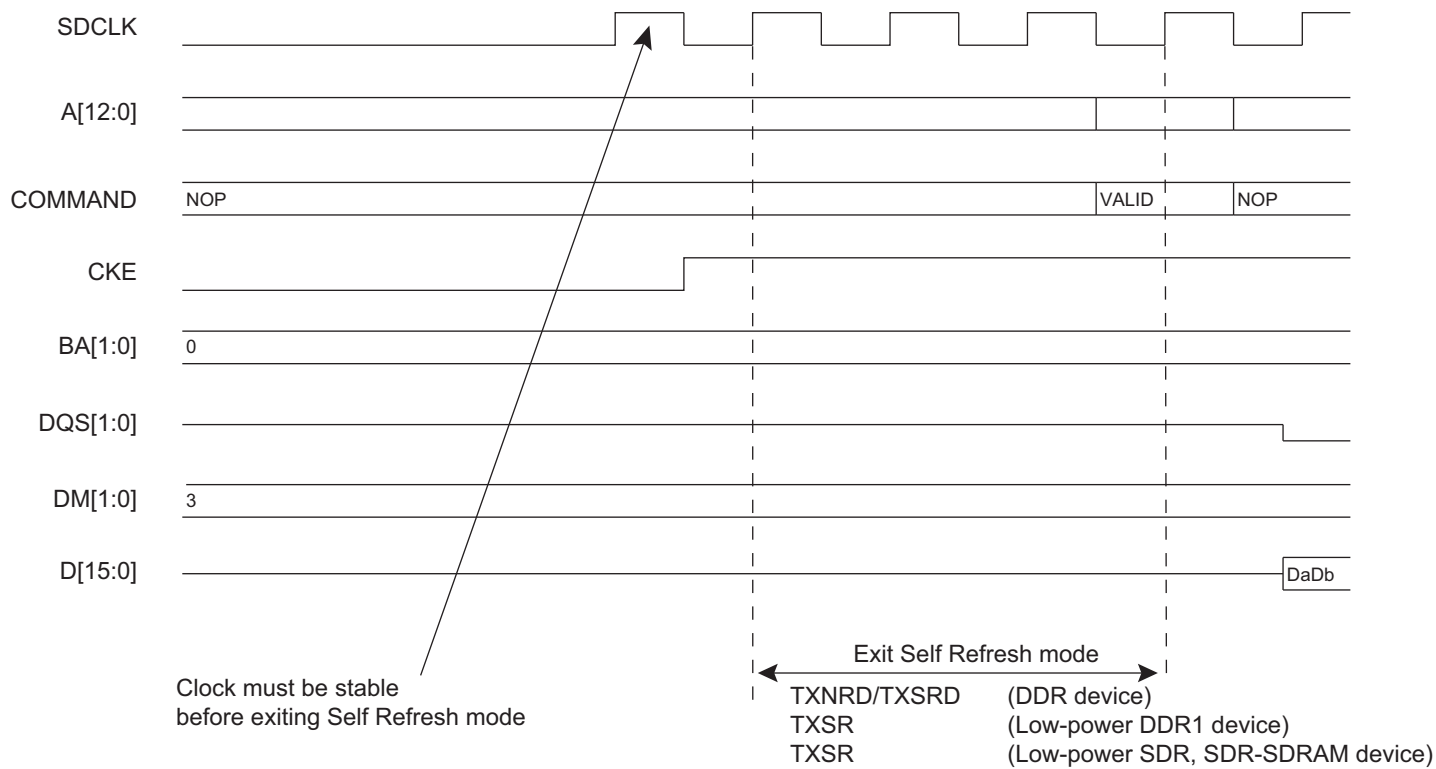 SDCLK
A[12:0]
COMMAND NOP VALID NOP
CKE
BA[1:0] 0
DQS[1:0]
DM[1:0] 3
D[15:0] DaDb
Exit Self Refresh mode
Clock must be stable
before exiting Self Refresh mode
TXNRD/TXSRD (DDR device)
TXSR (Low-power DDR1 device)
TXSR (Low-power SDR, SDR-SDRAM device)